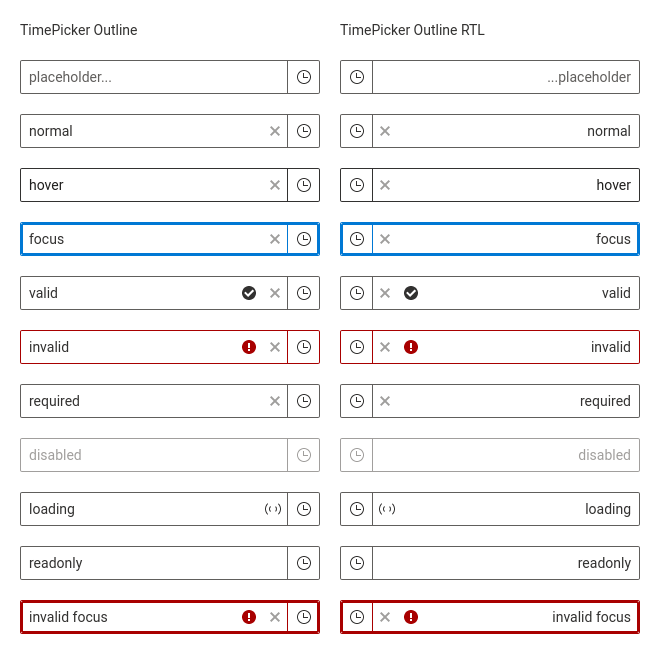 TimePicker Outline
TimePicker Outline RTL
placeholder...
...placeholder
normal
normal
hover
hover
focus
focus
valid
valid
invalid
invalid
required
required
disabled
disabled
loading
loading
readonly
readonly
invalid focus
invalid focus